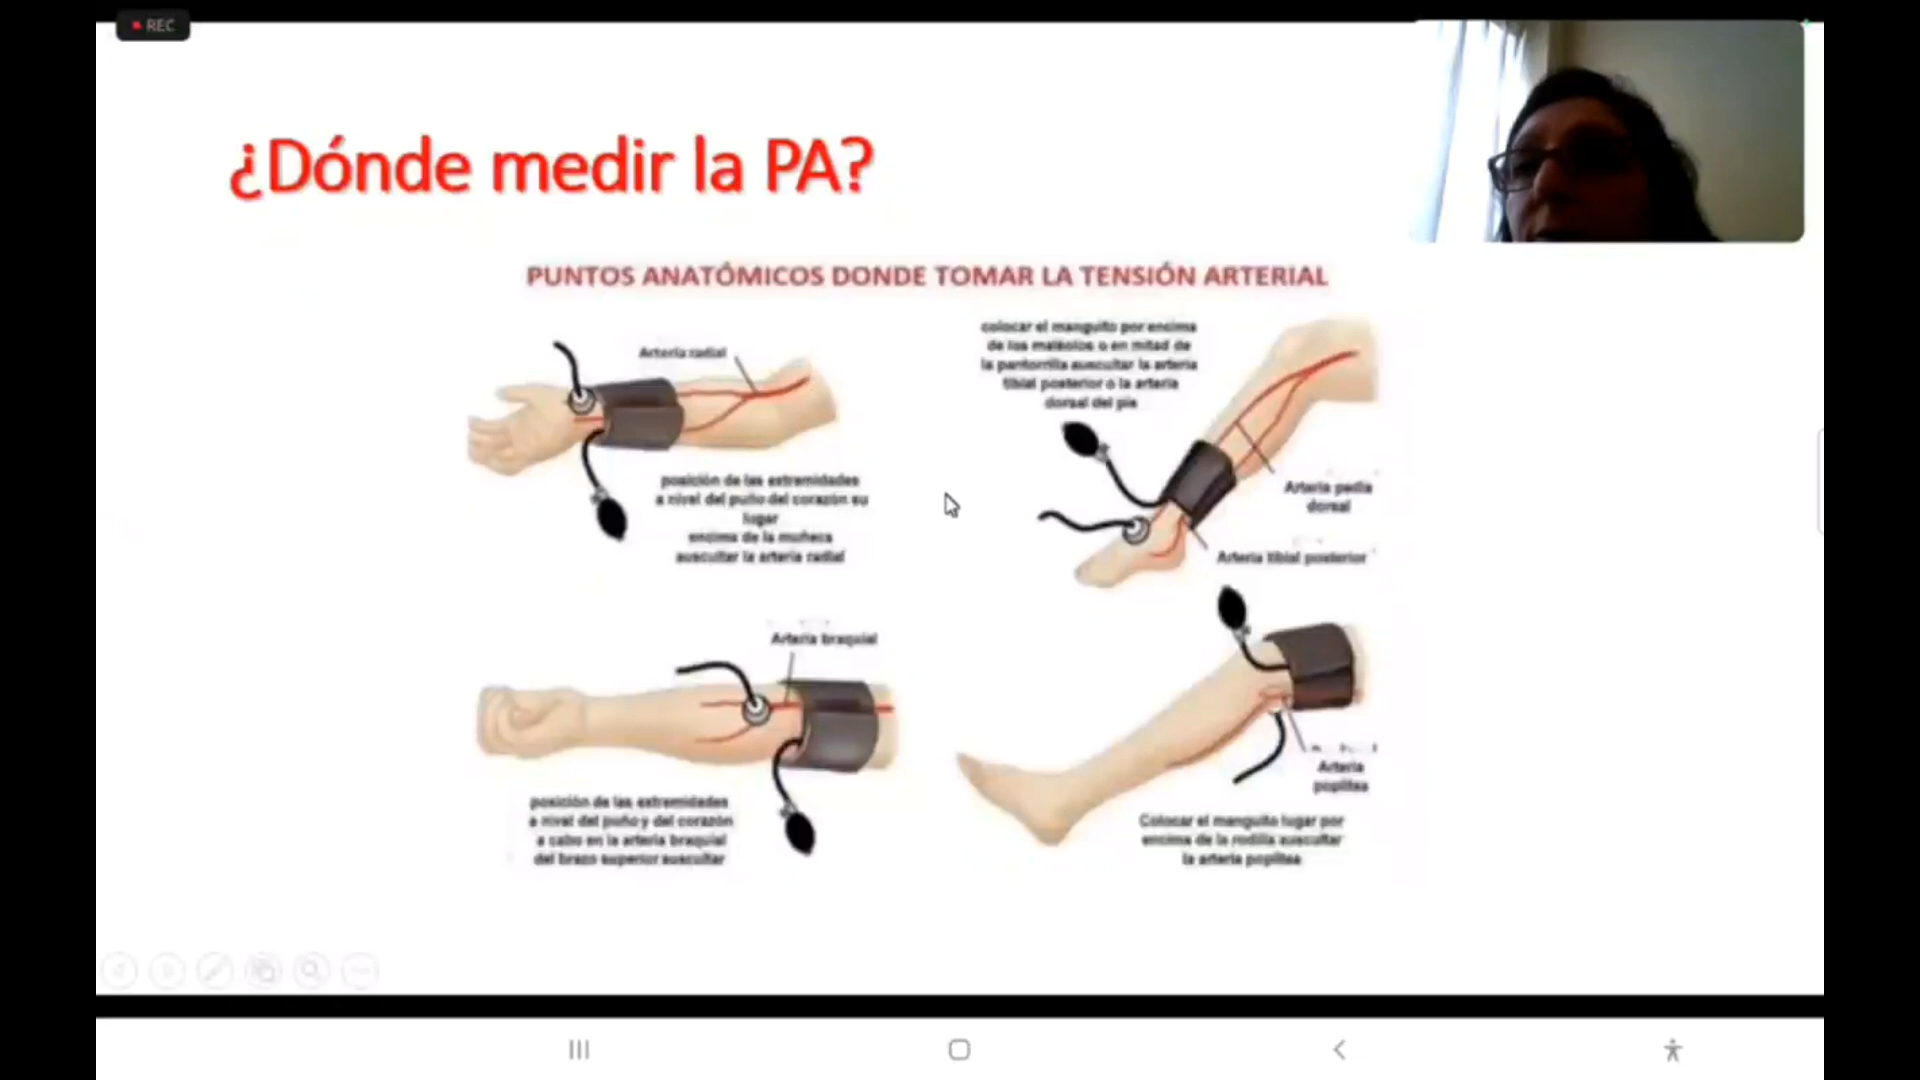 REC
¿Dónde medir la PA?
PUNTOS ANATÓMICOS DONDE TOMAR LA TENSIÓN ARTERIAL
Arteria radial
posición de las extremidades
a nivel del puño del corazón su
lugar
encima de la muñeca
auscultar la arteria radial
colocar el manguito por encima
de los maléolos o en mitad de
la pantorrilla auscultar la arteria
tibial posterior o la arteria
dorsal del pie
Arteria pedia
dorsal
Arteria tibial posterior
Arteria braquial
posición de las extremidades
a nivel del puño y del corazón
a cabo en la arteria braquial
del brazo superior auscultar
Arteria
poplítea
Colocar el manguito lugar por
encima de la rodilla auscultar
la arteria poplítea